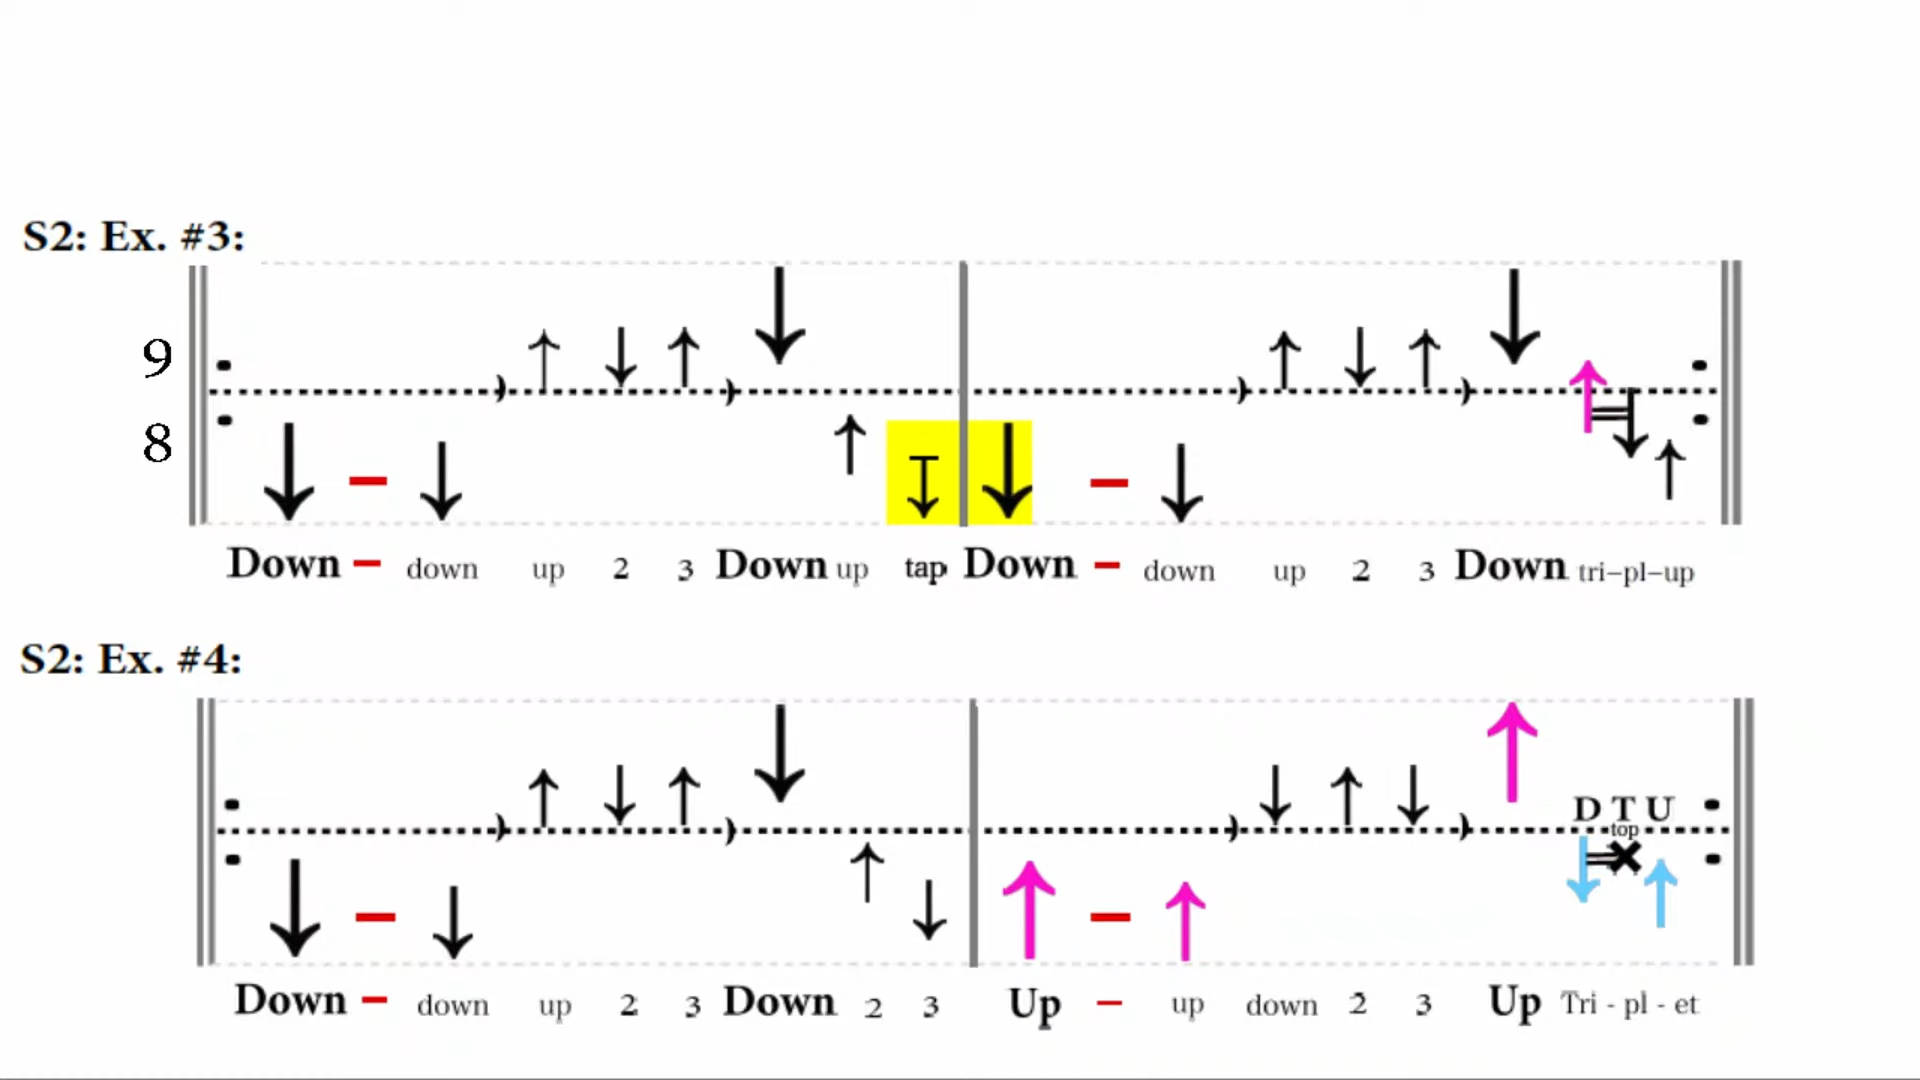 S2: Ex. #3:
9
8
Down – down up 2 3 Down up tap Down – down up 2 3 Down tri–pl–up
S2: Ex. #4:
D T U
top
Down – down up 2 3 Down 2 3 Up – up down 2 3 Up Tri - pl - et